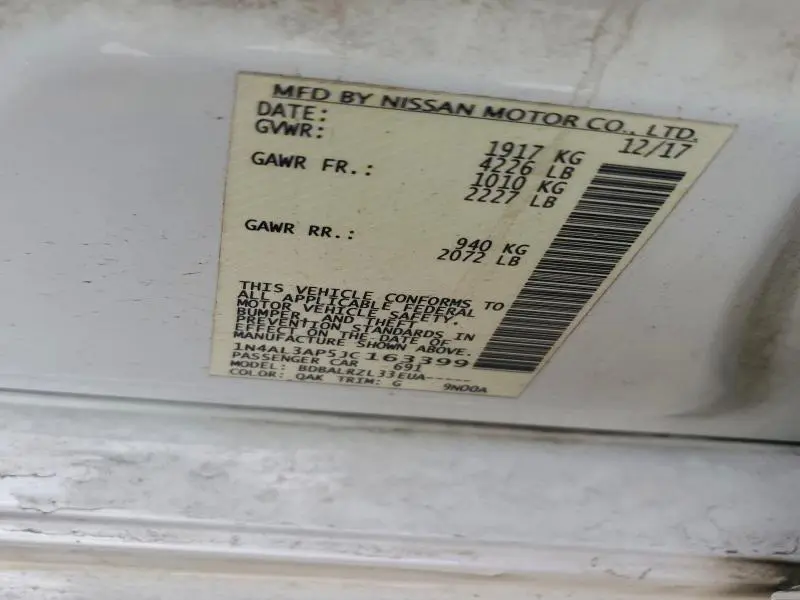 MFD BY NISSAN MOTOR CO., LTD.
DATE: 12/17
GVWR: 1917 KG
4226 LB
GAWR FR.: 1010 KG
2227 LB
GAWR RR.: 940 KG
2072 LB
THIS VEHICLE CONFORMS TO
ALL APPLICABLE FEDERAL
MOTOR VEHICLE SAFETY,
BUMPER, AND THEFT
PREVENTION STANDARDS IN
EFFECT ON THE DATE OF
MANUFACTURE SHOWN ABOVE.
1N4AL3AP5JC163399
PASSENGER CAR 691
MODEL: BDBALRZL33EUA-----
COLOR: QAK TRIM: G 9N00A